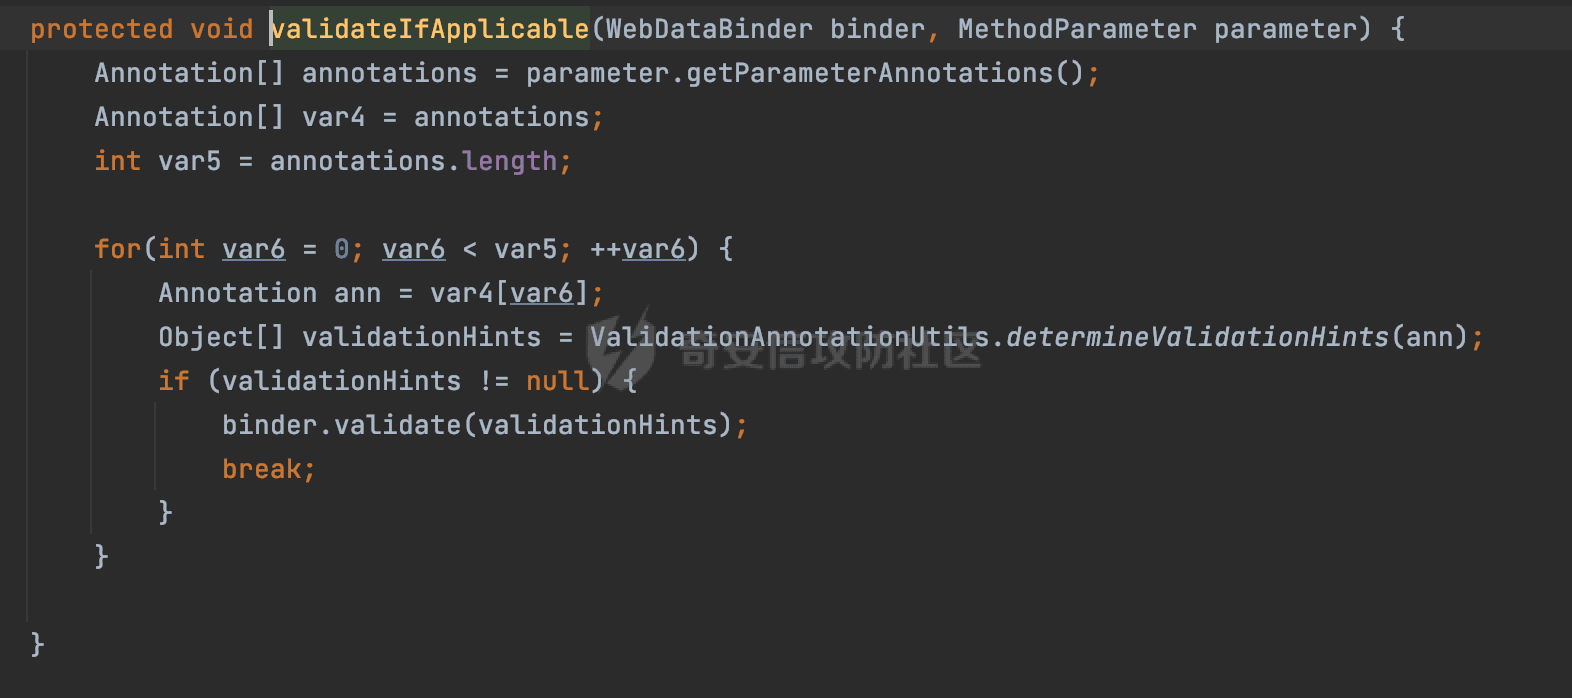 protected void validateIfApplicable(WebDataBinder binder, MethodParameter parameter) {
    Annotation[] annotations = parameter.getParameterAnnotations();
    Annotation[] var4 = annotations;
    int var5 = annotations.length;

    for(int var6 = 0; var6 < var5; ++var6) {
        Annotation ann = var4[var6];
        Object[] validationHints = ValidationAnnotationUtils.determineValidationHints(ann);
奇安信攻防社区
        if (validationHints != null) {
            binder.validate(validationHints);
            break;
        }
    }

}